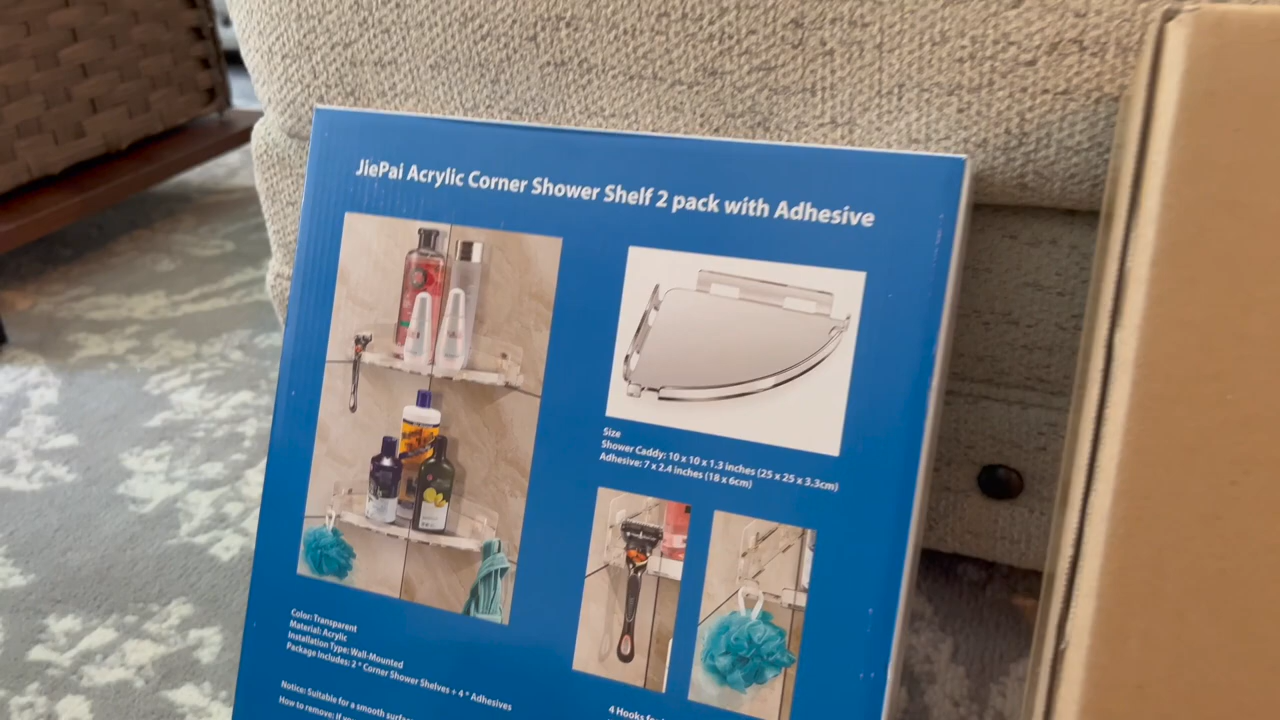 JiePai Acrylic Corner Shower Shelf 2 pack with Adhesive
Size
Shower Caddy: 10 x 10 x 1.3 inches (25 x 25 x 3.3cm)
Adhesive: 7 x 2.4 inches (18 x 6cm)
Color: Transparent
Material: Acrylic
Installation Type: Wall-Mounted
Package Includes: 2 * Corner Shower Shelves + 4 * Adhesives
Notice: Suitable for a smooth
How to remove: If
4 Hooks